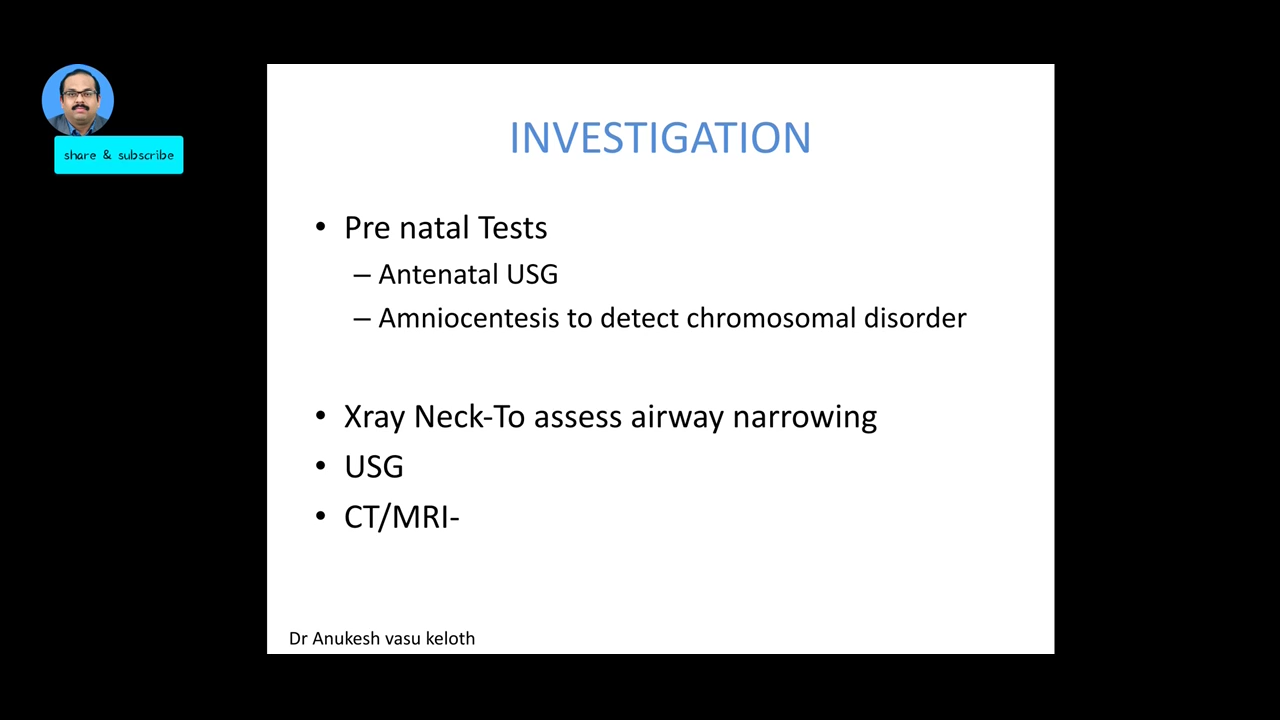 share & subscribe
INVESTIGATION
• Pre natal Tests
– Antenatal USG
– Amniocentesis to detect chromosomal disorder
• Xray Neck-To assess airway narrowing
• USG
• CT/MRI-
Dr Anukesh vasu keloth